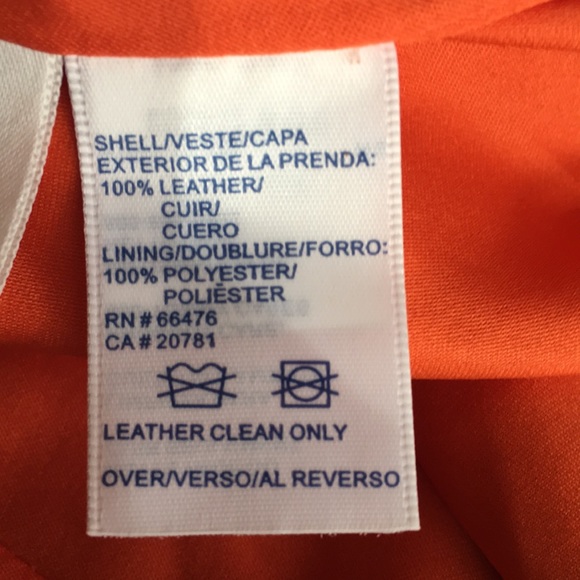 SHELL/VESTE/CAPA
EXTERIOR DE LA PRENDA:
100% LEATHER/
CUIR/
CUERO
LINING/DOUBLURE/FORRO:
100% POLYESTER/
POLIÉSTER
RN # 66476
CA # 20781
LEATHER CLEAN ONLY
OVER/VERSO/AL REVERSO